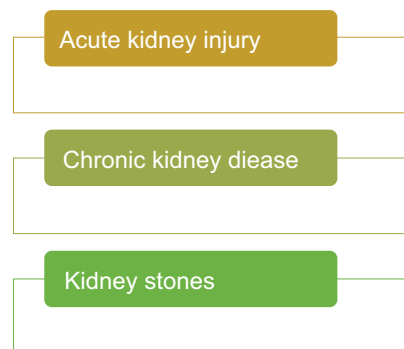 Acute kidney injury
Chronic kidney diease
Kidney stones